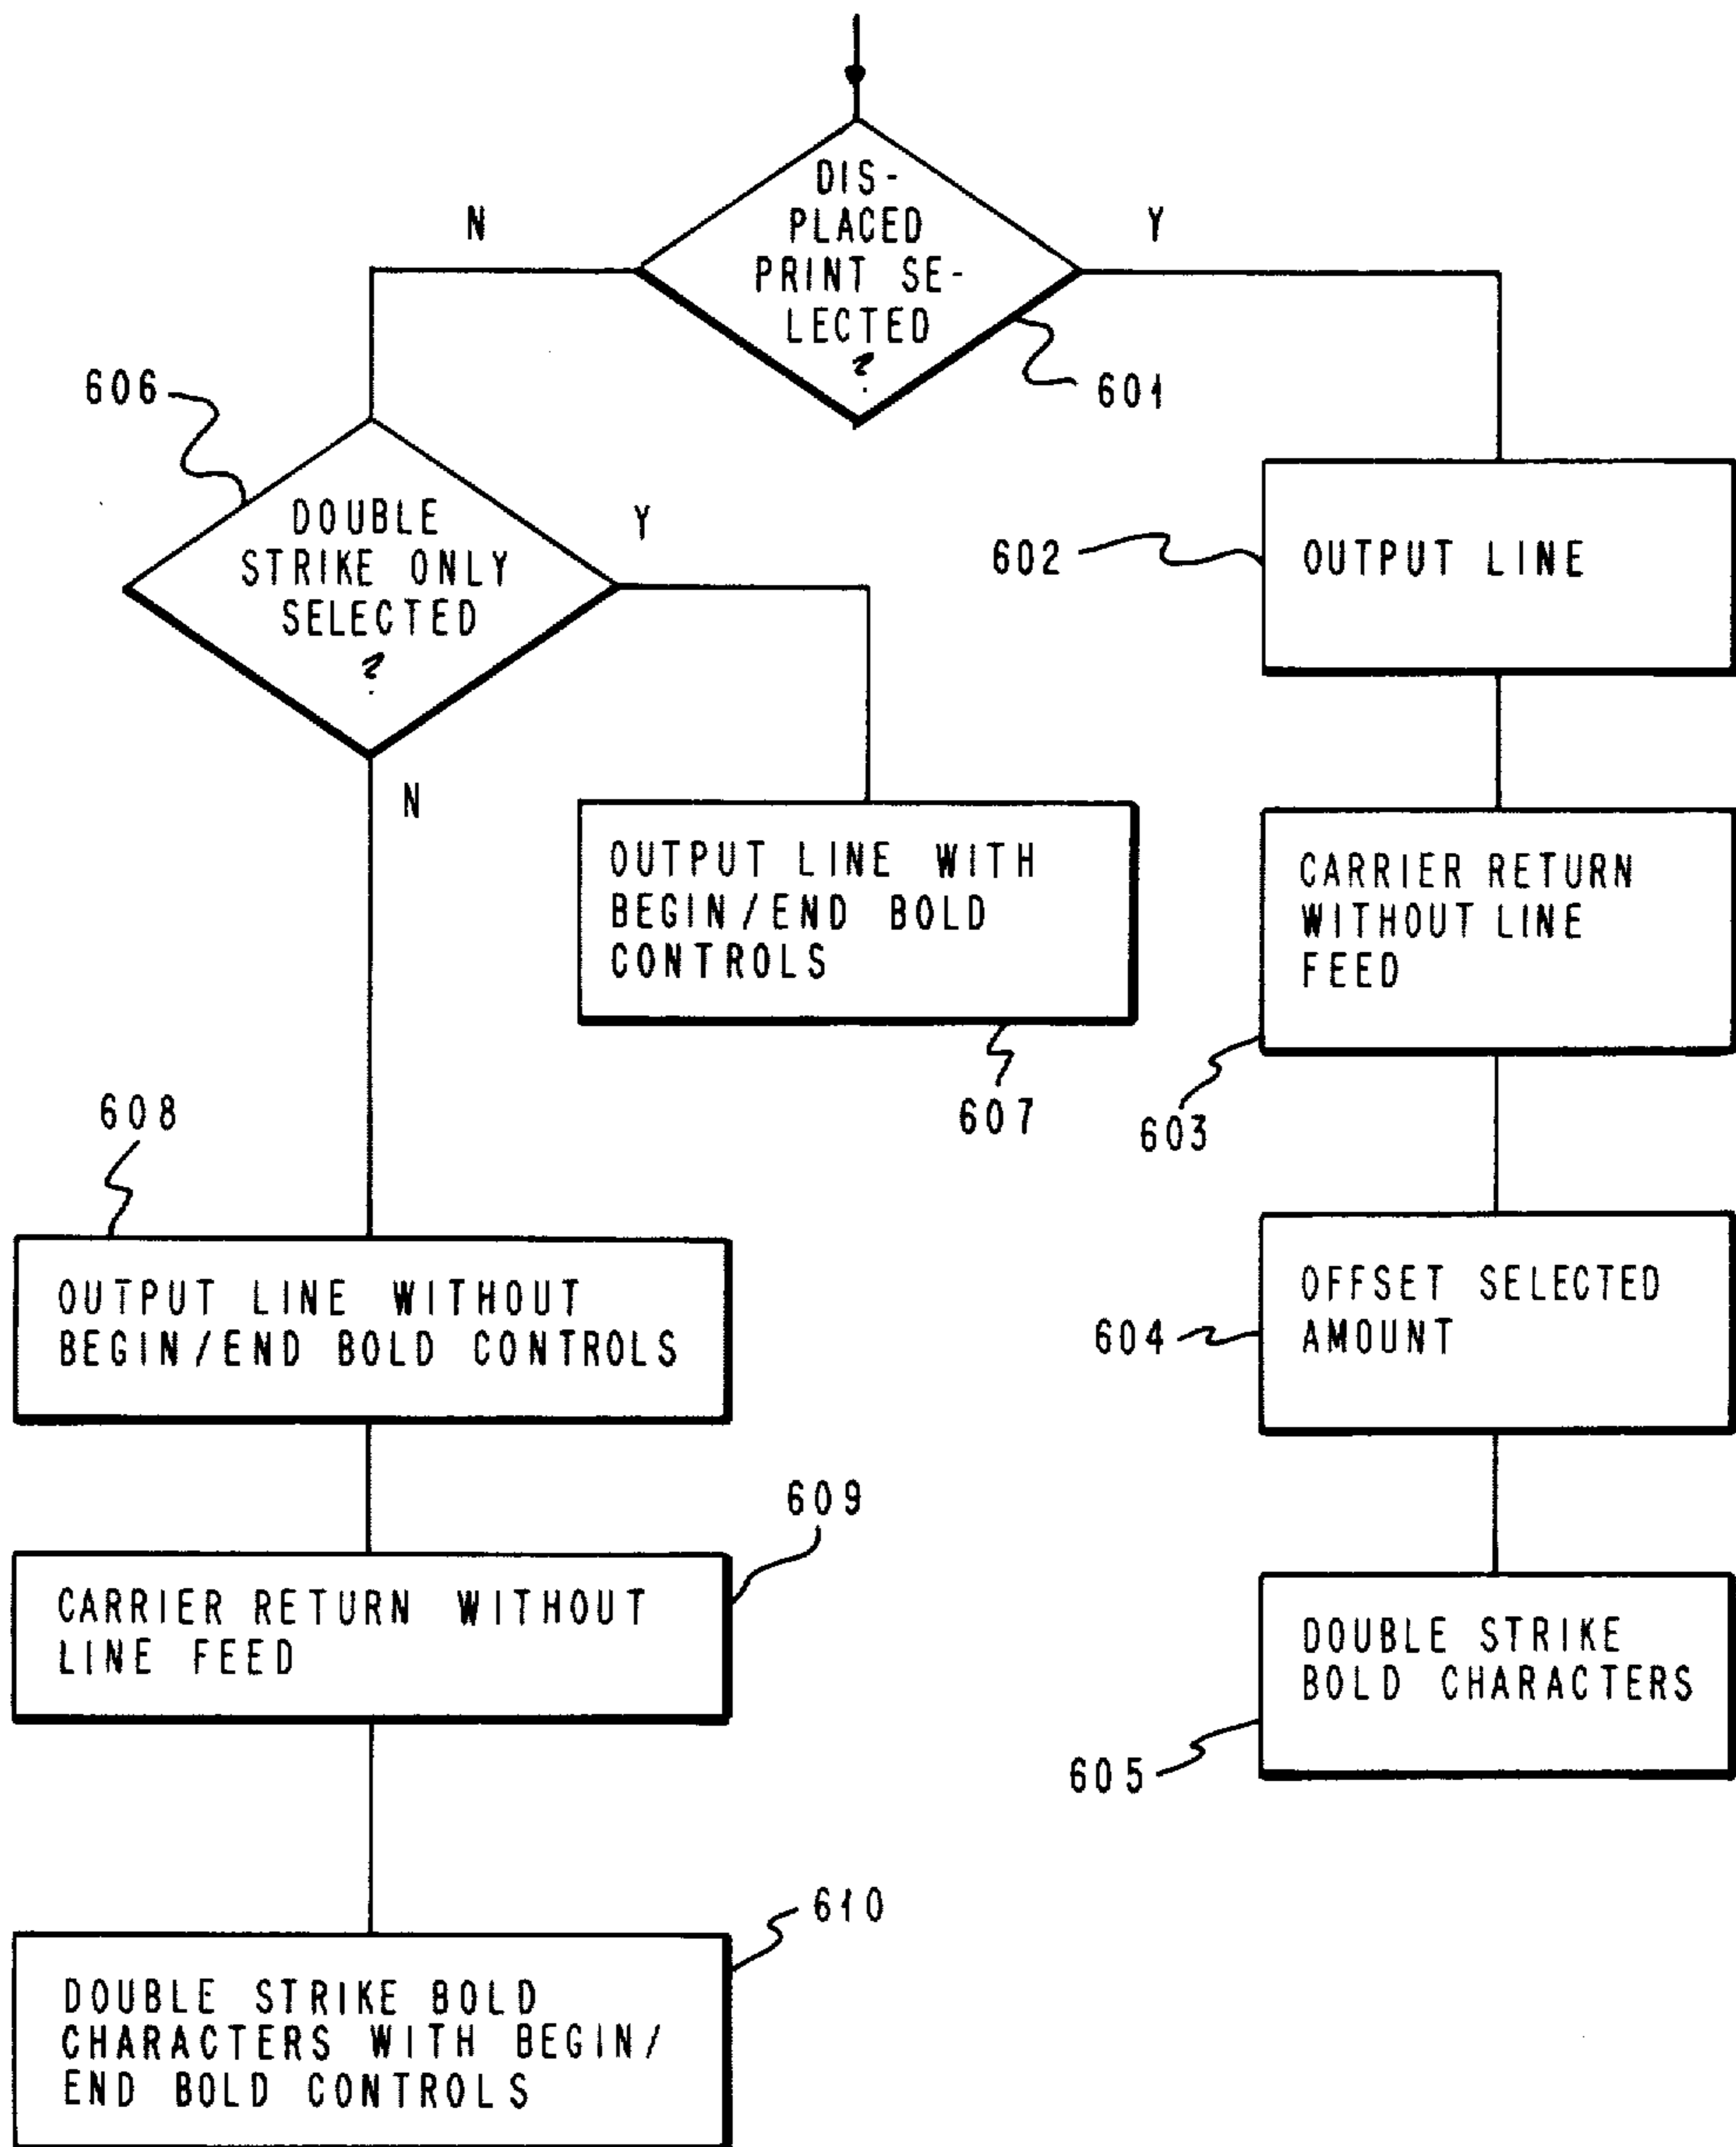 DIS-
PLACED
PRINT SE-
LECTED
?
N
Y
601
606
DOUBLE
STRIKE ONLY
SELECTED
?
Y
N
602
OUTPUT LINE
OUTPUT LINE WITH
BEGIN/END BOLD
CONTROLS
607
CARRIER RETURN
WITHOUT LINE
FEED
603
608
OUTPUT LINE WITHOUT
BEGIN/END BOLD CONTROLS
604
OFFSET SELECTED
AMOUNT
609
CARRIER RETURN WITHOUT
LINE FEED
DOUBLE STRIKE
BOLD CHARACTERS
605
610
DOUBLE STRIKE BOLD
CHARACTERS WITH BEGIN/
END BOLD CONTROLS